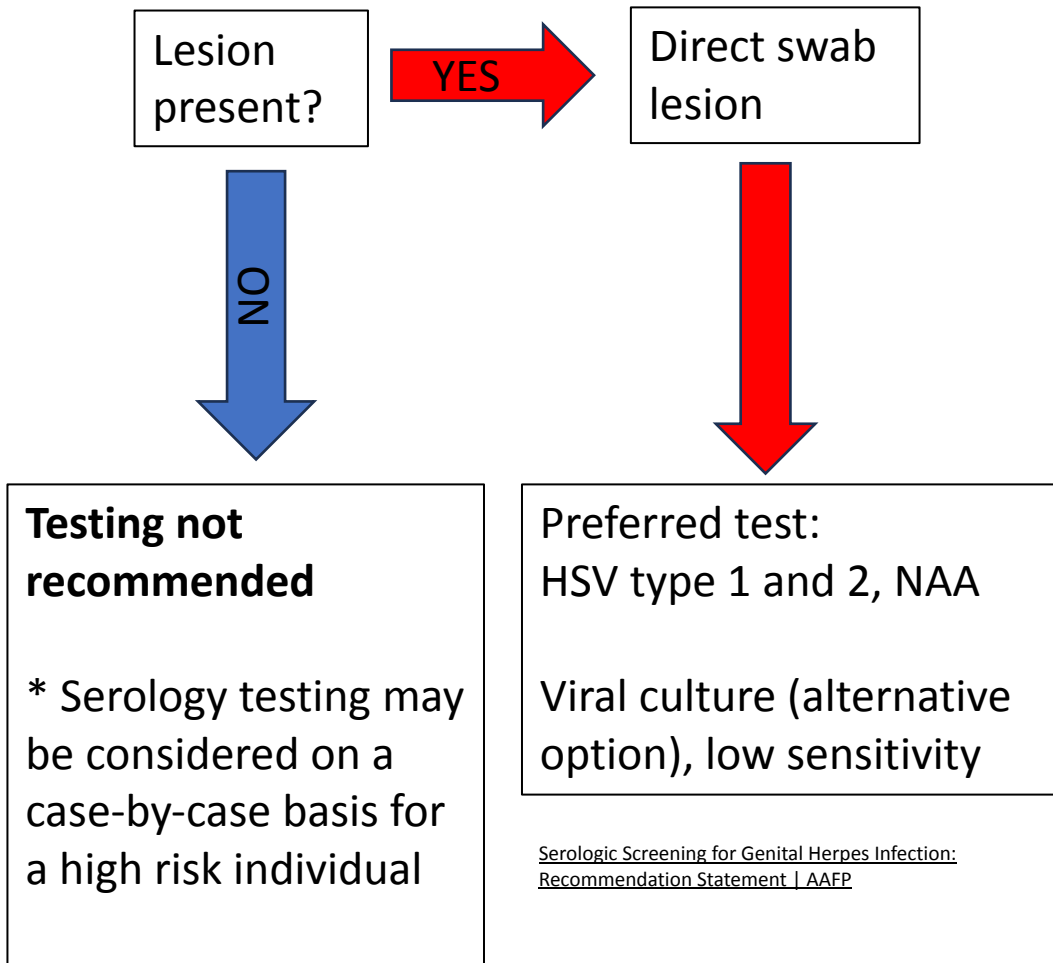 Lesion
present?
YES
Direct swab
lesion
NO
Testing not
recommended
* Serology testing may
be considered on a
case-by-case basis for
a high risk individual
Preferred test:
HSV type 1 and 2, NAA
Viral culture (alternative
option), low sensitivity
Serologic Screening for Genital Herpes Infection:
Recommendation Statement | AAFP